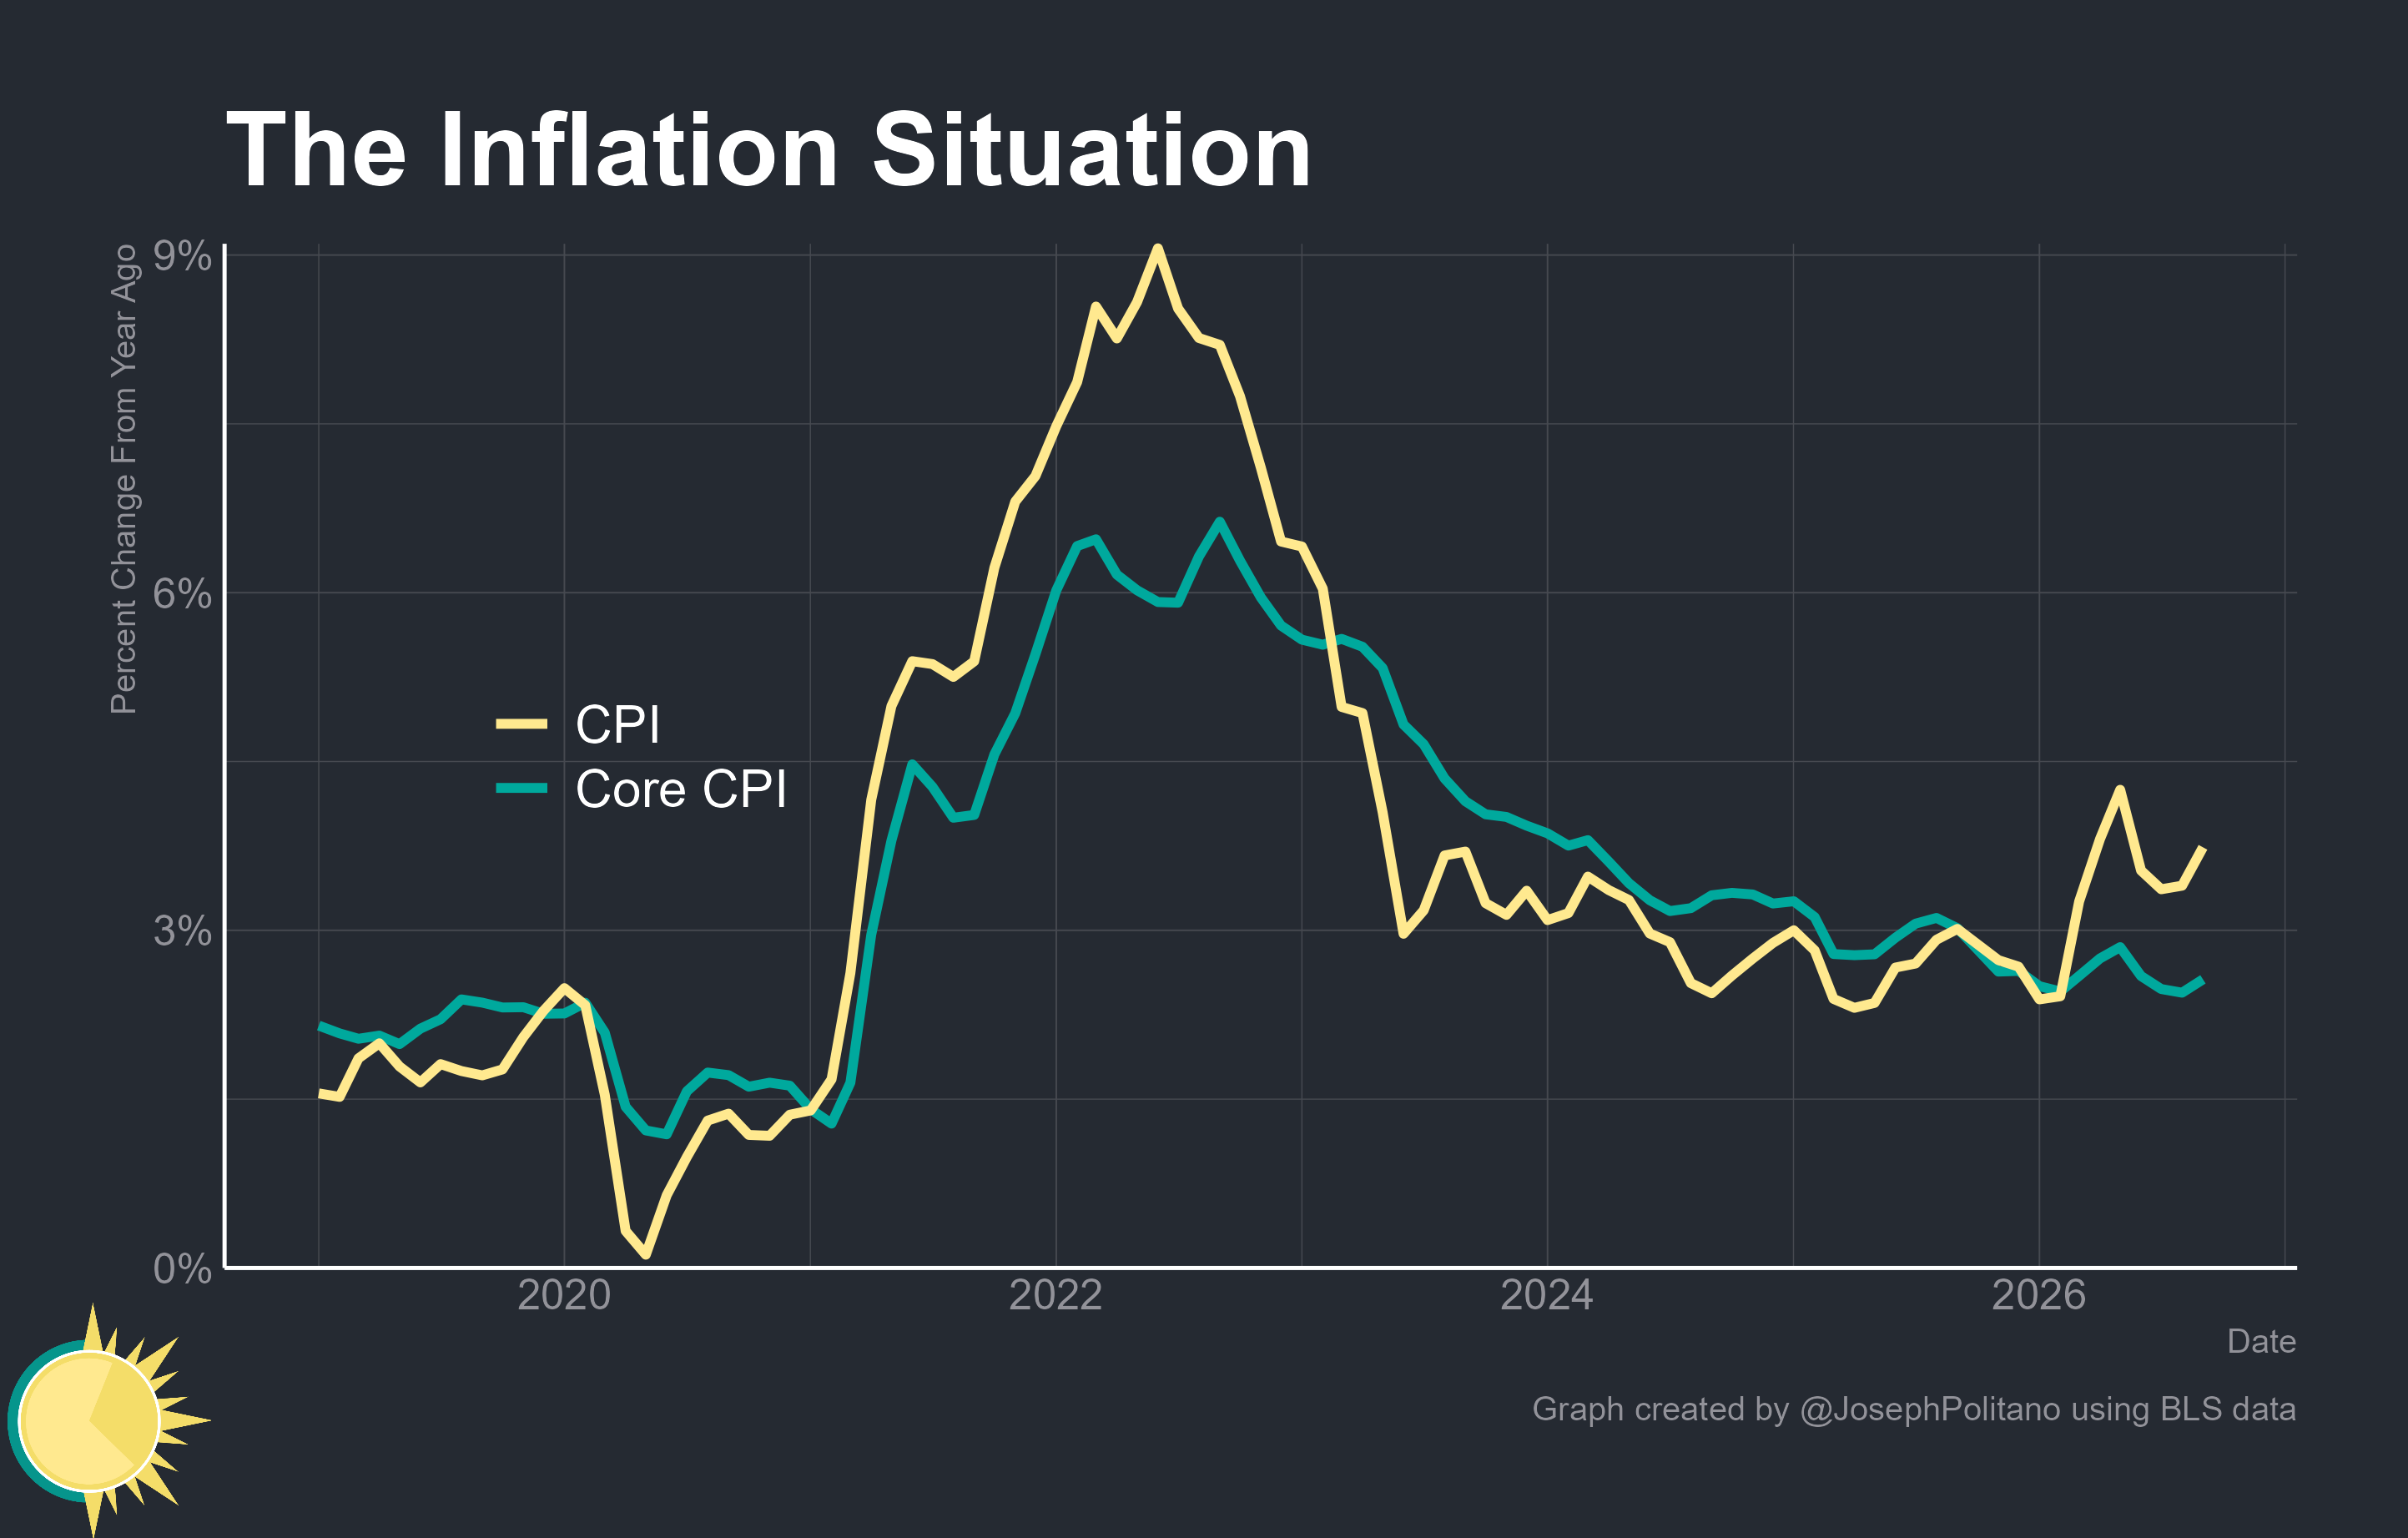 The Inflation Situation
Percent Change From Year Ago
9%
6%
3%
0%
CPI
Core CPI
2020
2022
2024
2026
Date
Graph created by @JosephPolitano using BLS data